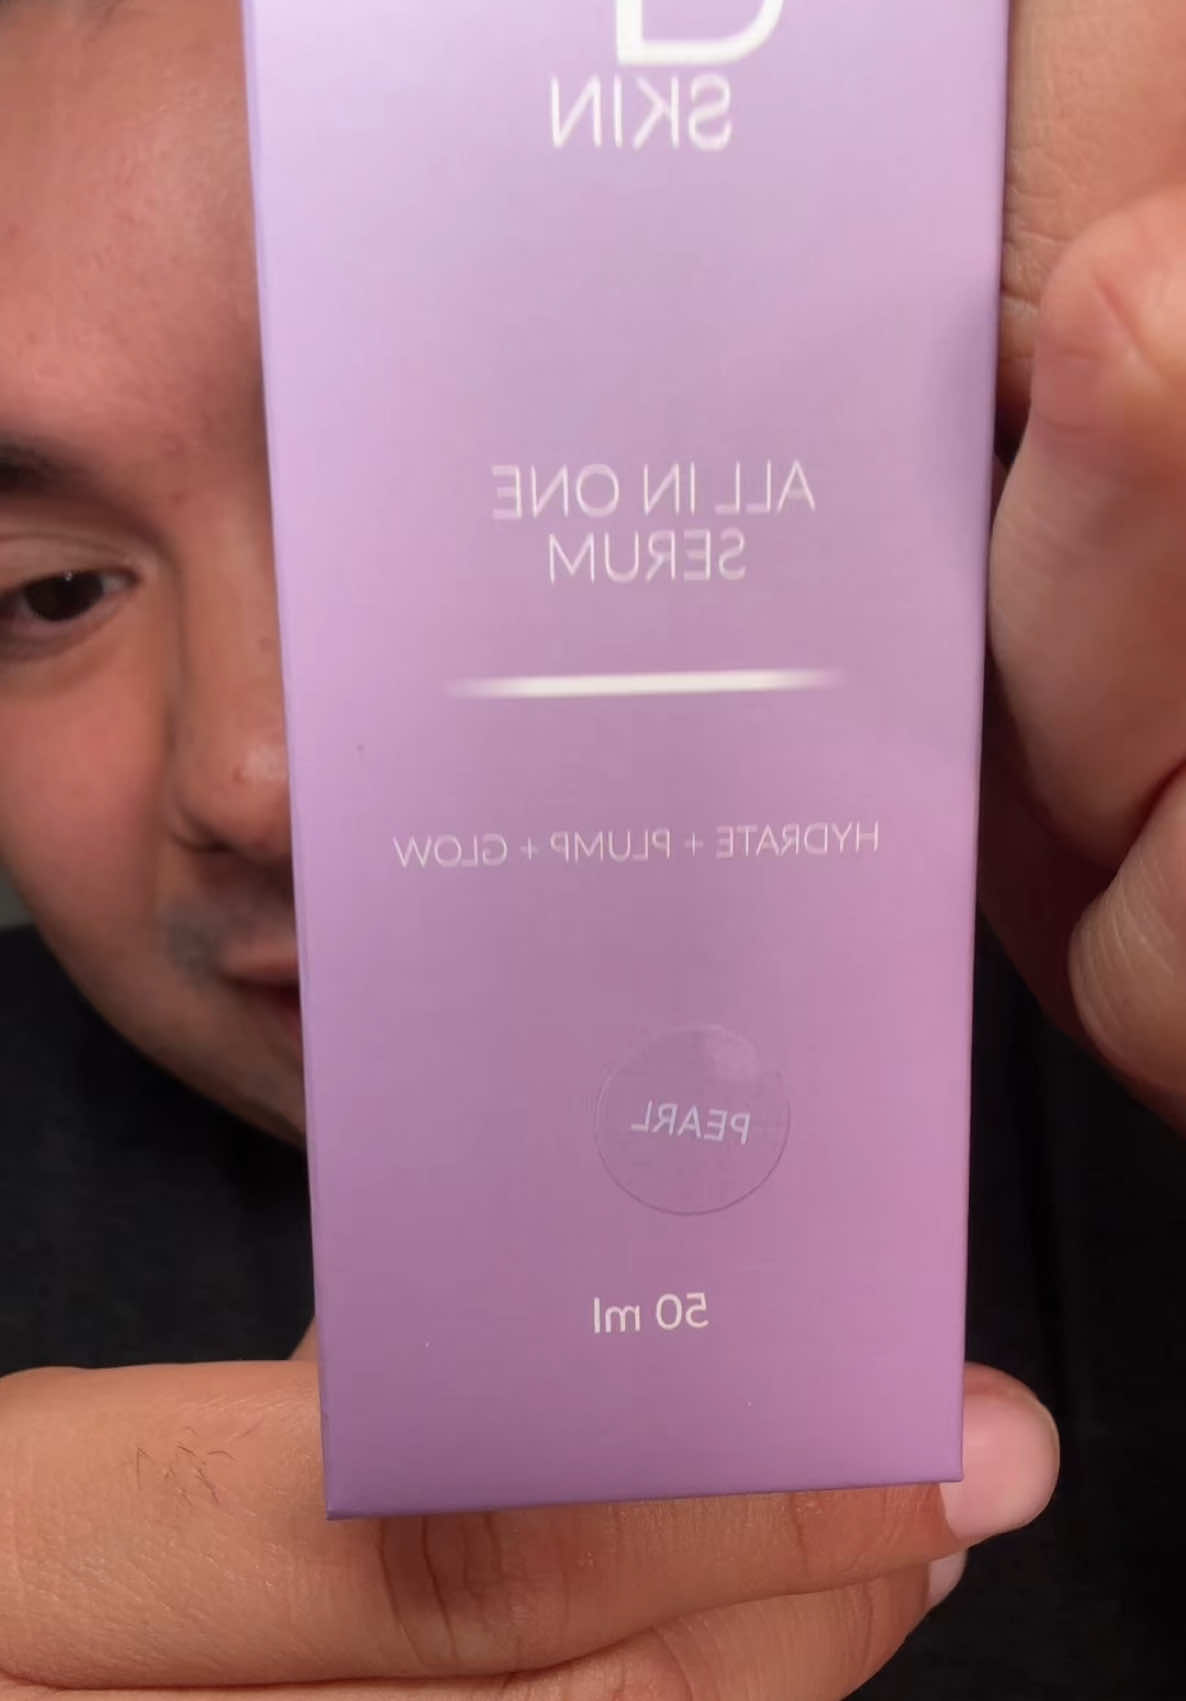 SKIN
ALL IN ONE
SERUM
HYDRATE + PLUMP + GLOW
PEARL
50 ml